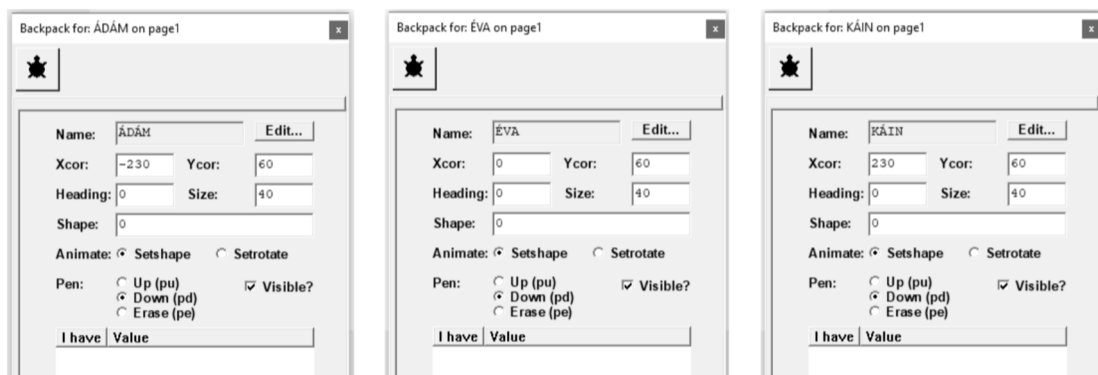 Backpack for: ÁDÁM on page1
x
Name: ÁDÁM Edit...
Xcor: -230 Ycor: 60
Heading: 0 Size: 40
Shape: 0
Animate: Setshape Setrotate
Pen: Up (pu) Visible?
Down (pd)
Erase (pe)
I have Value
Backpack for: ÉVA on page1
x
Name: ÉVA Edit...
Xcor: 0 Ycor: 60
Heading: 0 Size: 40
Shape: 0
Animate: Setshape Setrotate
Pen: Up (pu) Visible?
Down (pd)
Erase (pe)
I have Value
Backpack for: KÁIN on page1
x
Name: KÁIN Edit...
Xcor: 230 Ycor: 60
Heading: 0 Size: 40
Shape: 0
Animate: Setshape Setrotate
Pen: Up (pu) Visible?
Down (pd)
Erase (pe)
I have Value